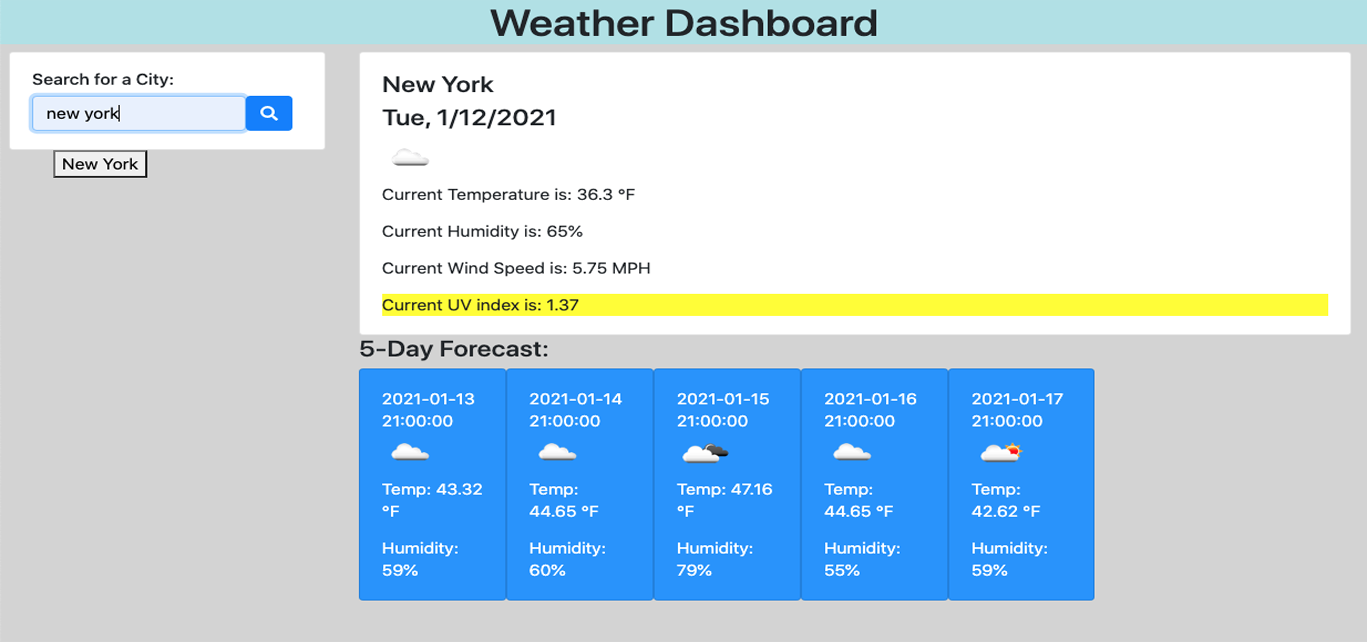 Weather Dashboard
Search for a City:
new york
New York
New York
Tue, 1/12/2021
Current Temperature is: 36.3 °F
Current Humidity is: 65%
Current Wind Speed is: 5.75 MPH
Current UV index is: 1.37
5-Day Forecast:
2021-01-13
21:00:00
Temp: 43.32
°F
Humidity:
59%
2021-01-14
21:00:00
Temp:
44.65 °F
Humidity:
60%
2021-01-15
21:00:00
Temp: 47.16
°F
Humidity:
79%
2021-01-16
21:00:00
Temp:
44.65 °F
Humidity:
55%
2021-01-17
21:00:00
Temp:
42.62 °F
Humidity:
59%